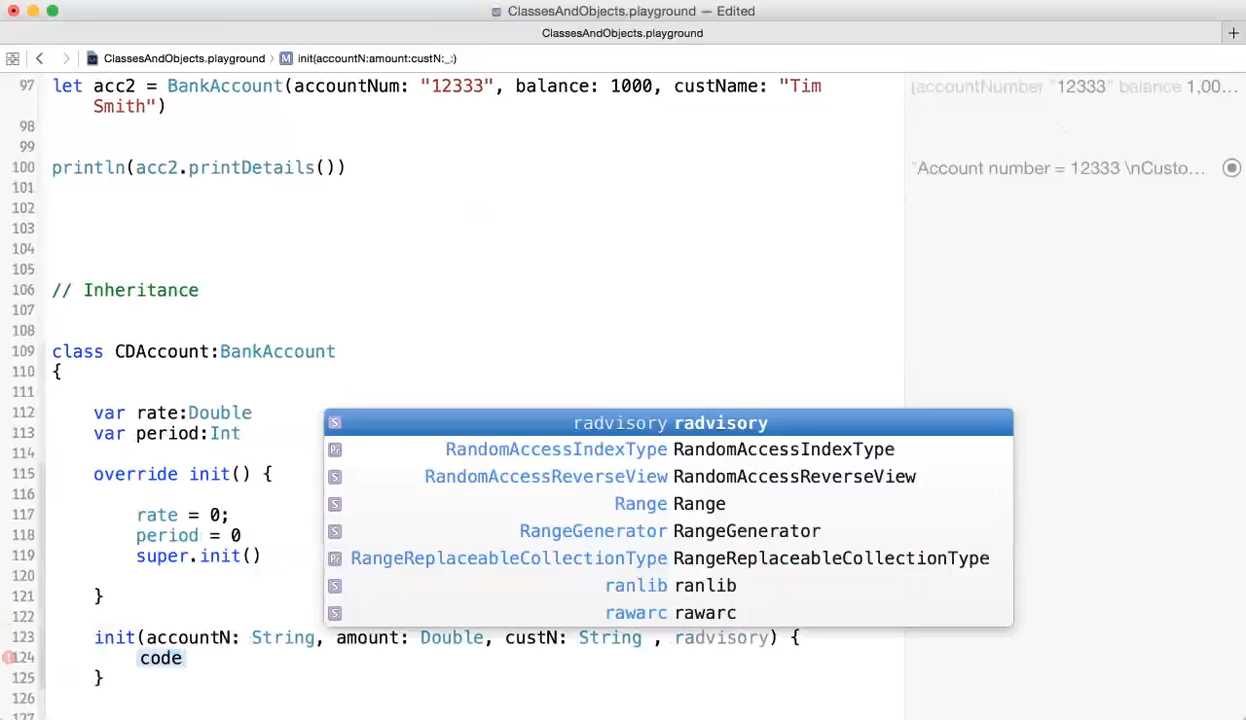 ClassesAndObjects.playground — Edited
ClassesAndObjects.playground
+
ClassesAndObjects.playground 〉 M init(accountN:amount:custN:_:)
97 let acc2 = BankAccount(accountNum: "12333", balance: 1000, custName: "Tim
Smith")
{accountNumber "12333" balance 1,00...
98
99
100 println(acc2.printDetails())
"Account number = 12333 \nCusto...
101
102
103
104
105
106 // Inheritance
107
108
109 class CDAccount:BankAccount
110 {
111
112 var rate:Double
113 var period:Int
114
115 override init() {
116
117 rate = 0;
118 period = 0
119 super.init()
120
121 }
122
123 init(accountN: String, amount: Double, custN: String , radvisory) {
124 code
125 }
126
127
S radvisory radvisory
Pr RandomAccessIndexType RandomAccessIndexType
S RandomAccessReverseView RandomAccessReverseView
S Range Range
S RangeGenerator RangeGenerator
Pr RangeReplaceableCollectionType RangeReplaceableCollectionType
S ranlib ranlib
S rawarc rawarc